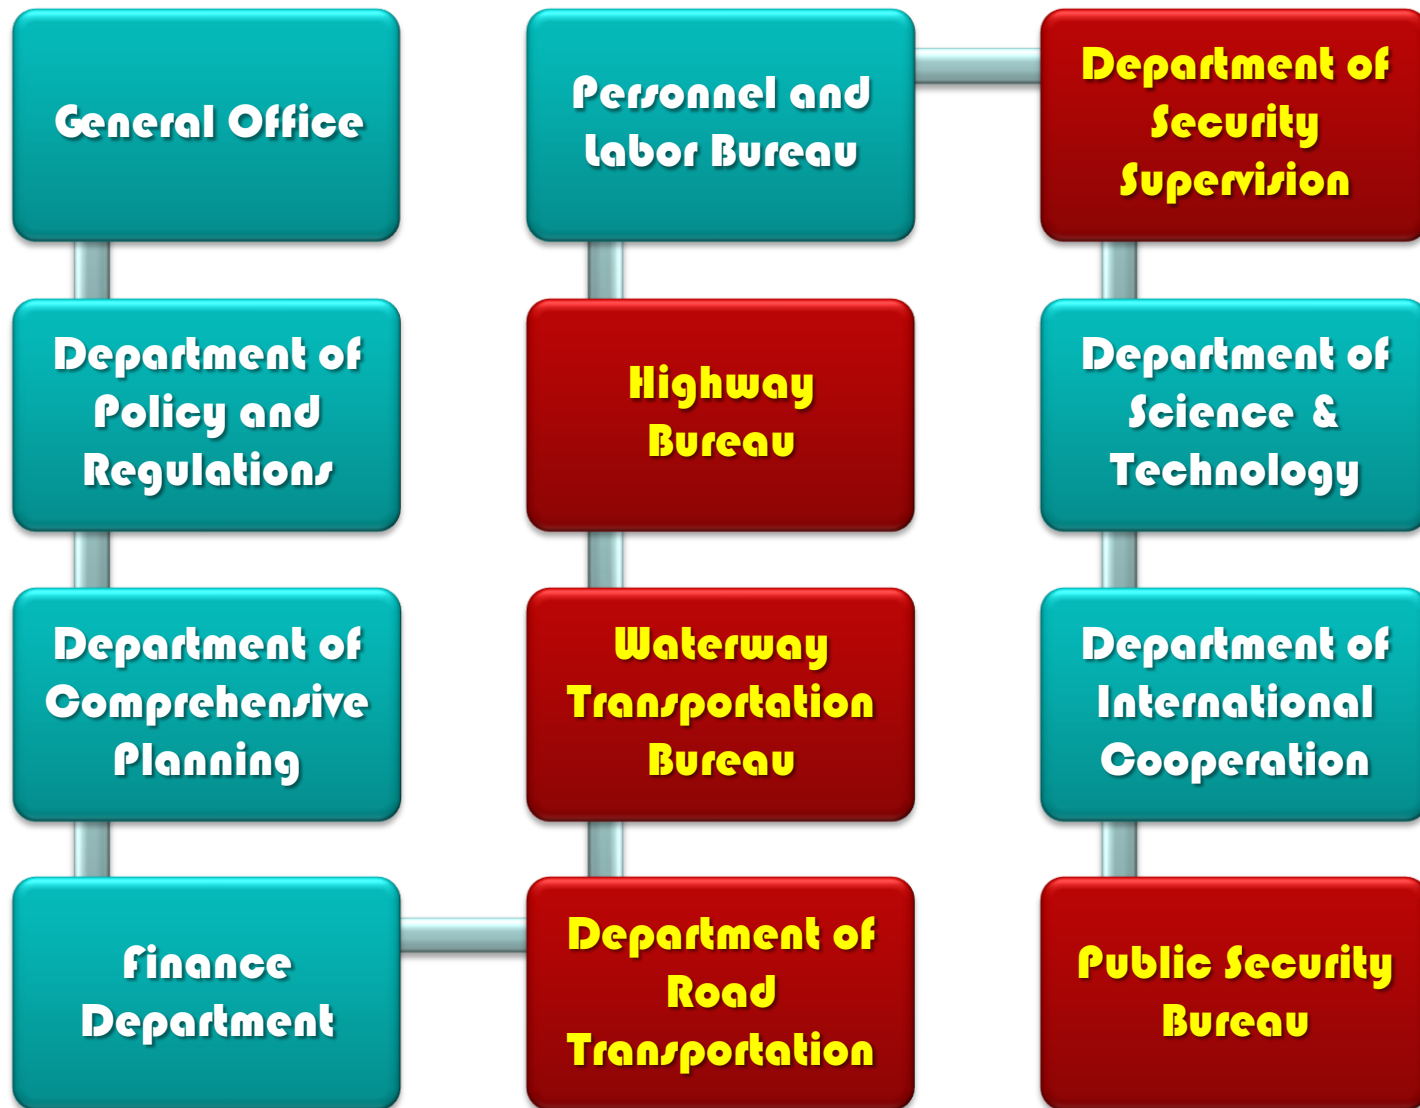 General Office
Department of
Policy and
Regulations
Department of
Comprehensive
Planning
Finance
Department
Personnel and
Labor Bureau
Highway
Bureau
Waterway
Transportation
Bureau
Department of
Road
Transportation
Department of
Security
Supervision
Department of
Science &
Technology
Department of
International
Cooperation
Public Security
Bureau